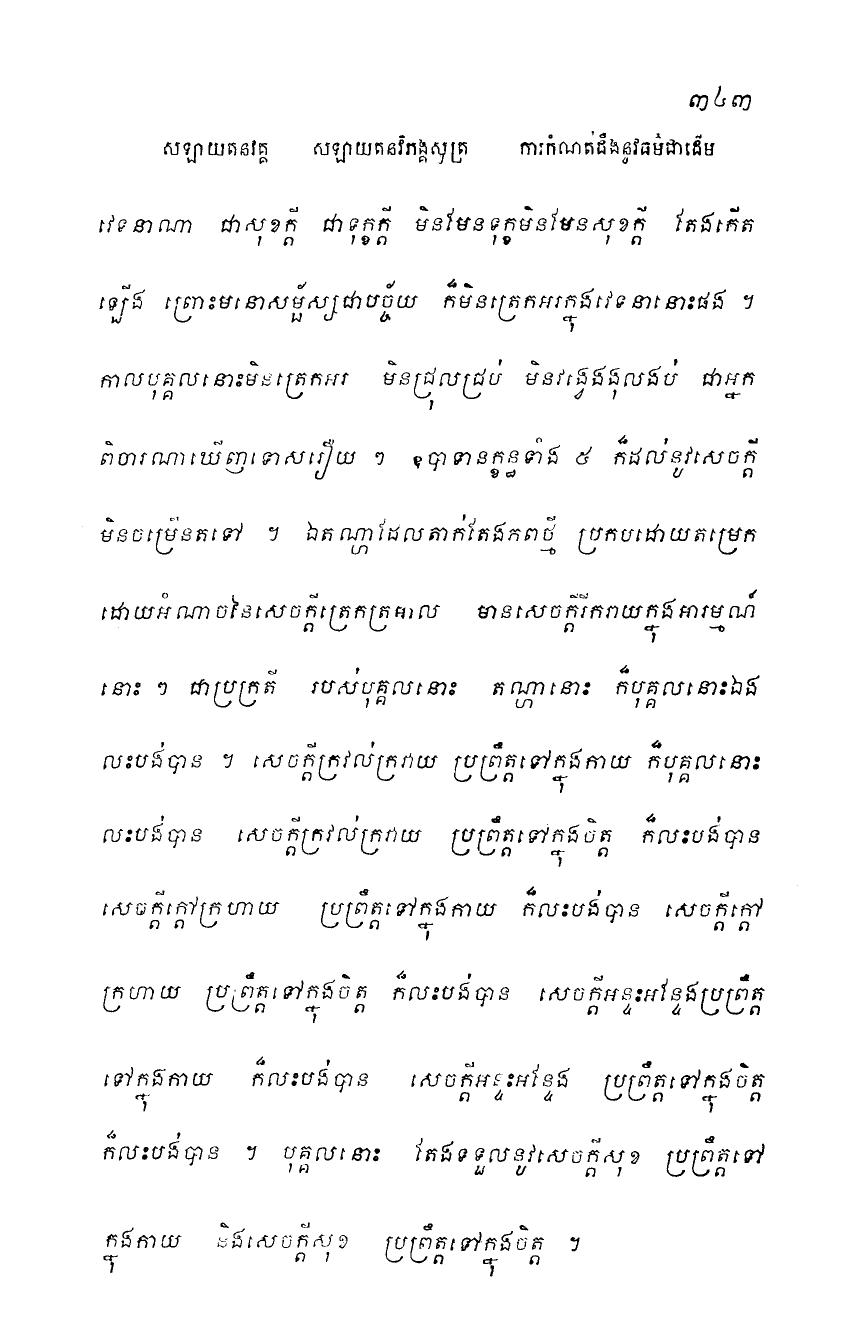 ៣៤៣
សឡាយតនវគ្គ សឡាយតនវិភង្គសូត្រ ការកំណត់ដឹងនូវធម៌ជាដើម
វេទនាណា ជាសុខក្តី ជាទុក្ខក្តី មិនមែនទុក្ខមិនមែនសុខក្តី តែងកើត
ឡើង ព្រោះមនោសម្ផ័ស្សជាបច្ច័យ ក៏មិនត្រេកអរក្នុងវេទនានោះផង ។
កាលបុគ្គលនោះមិនត្រេកអរ មិនជ្រុលជ្រប់ មិនវង្វេងងុលងប់ ជាអ្នក
ពិចារណាឃើញទោសរឿយ ៗ ឧបាទានក្ខន្ធទាំង ៥ ក៏ដល់នូវសេចក្តី
មិនចម្រើនតទៅ ។ ឯតណ្ហាដែលតាក់តែងភពថ្មី ប្រកបដោយតម្រេក
ដោយអំណាចនៃសេចក្តីត្រេកត្រអាល មានសេចក្តីរីករាយក្នុងអារម្មណ៍
នោះ ៗ ជាប្រក្រតី របស់បុគ្គលនោះ តណ្ហានោះ ក៏បុគ្គលនោះឯង
លះបង់បាន ។ សេចក្តីក្រវល់ក្រវាយ ប្រព្រឹត្តទៅក្នុងកាយ ក៏បុគ្គលនោះ
លះបង់បាន សេចក្តីក្រវល់ក្រវាយ ប្រព្រឹត្តទៅក្នុងចិត្ត ក៏លះបង់បាន
សេចក្តីក្តៅក្រហាយ ប្រព្រឹត្តទៅក្នុងកាយ ក៏លះបង់បាន សេចក្តីក្តៅ
ក្រហាយ ប្រព្រឹត្តទៅក្នុងចិត្ត ក៏លះបង់បាន សេចក្តីអន្ទះអន្ទែងប្រព្រឹត្ត
ទៅក្នុងកាយ ក៏លះបង់បាន សេចក្តីអន្ទះអន្ទែង ប្រព្រឹត្តទៅក្នុងចិត្ត
ក៏លះបង់បាន ។ បុគ្គលនោះ តែងទទួលនូវសេចក្តីសុខ ប្រព្រឹត្តទៅ
ក្នុងកាយ និងសេចក្តីសុខ ប្រព្រឹត្តទៅក្នុងចិត្ត ។